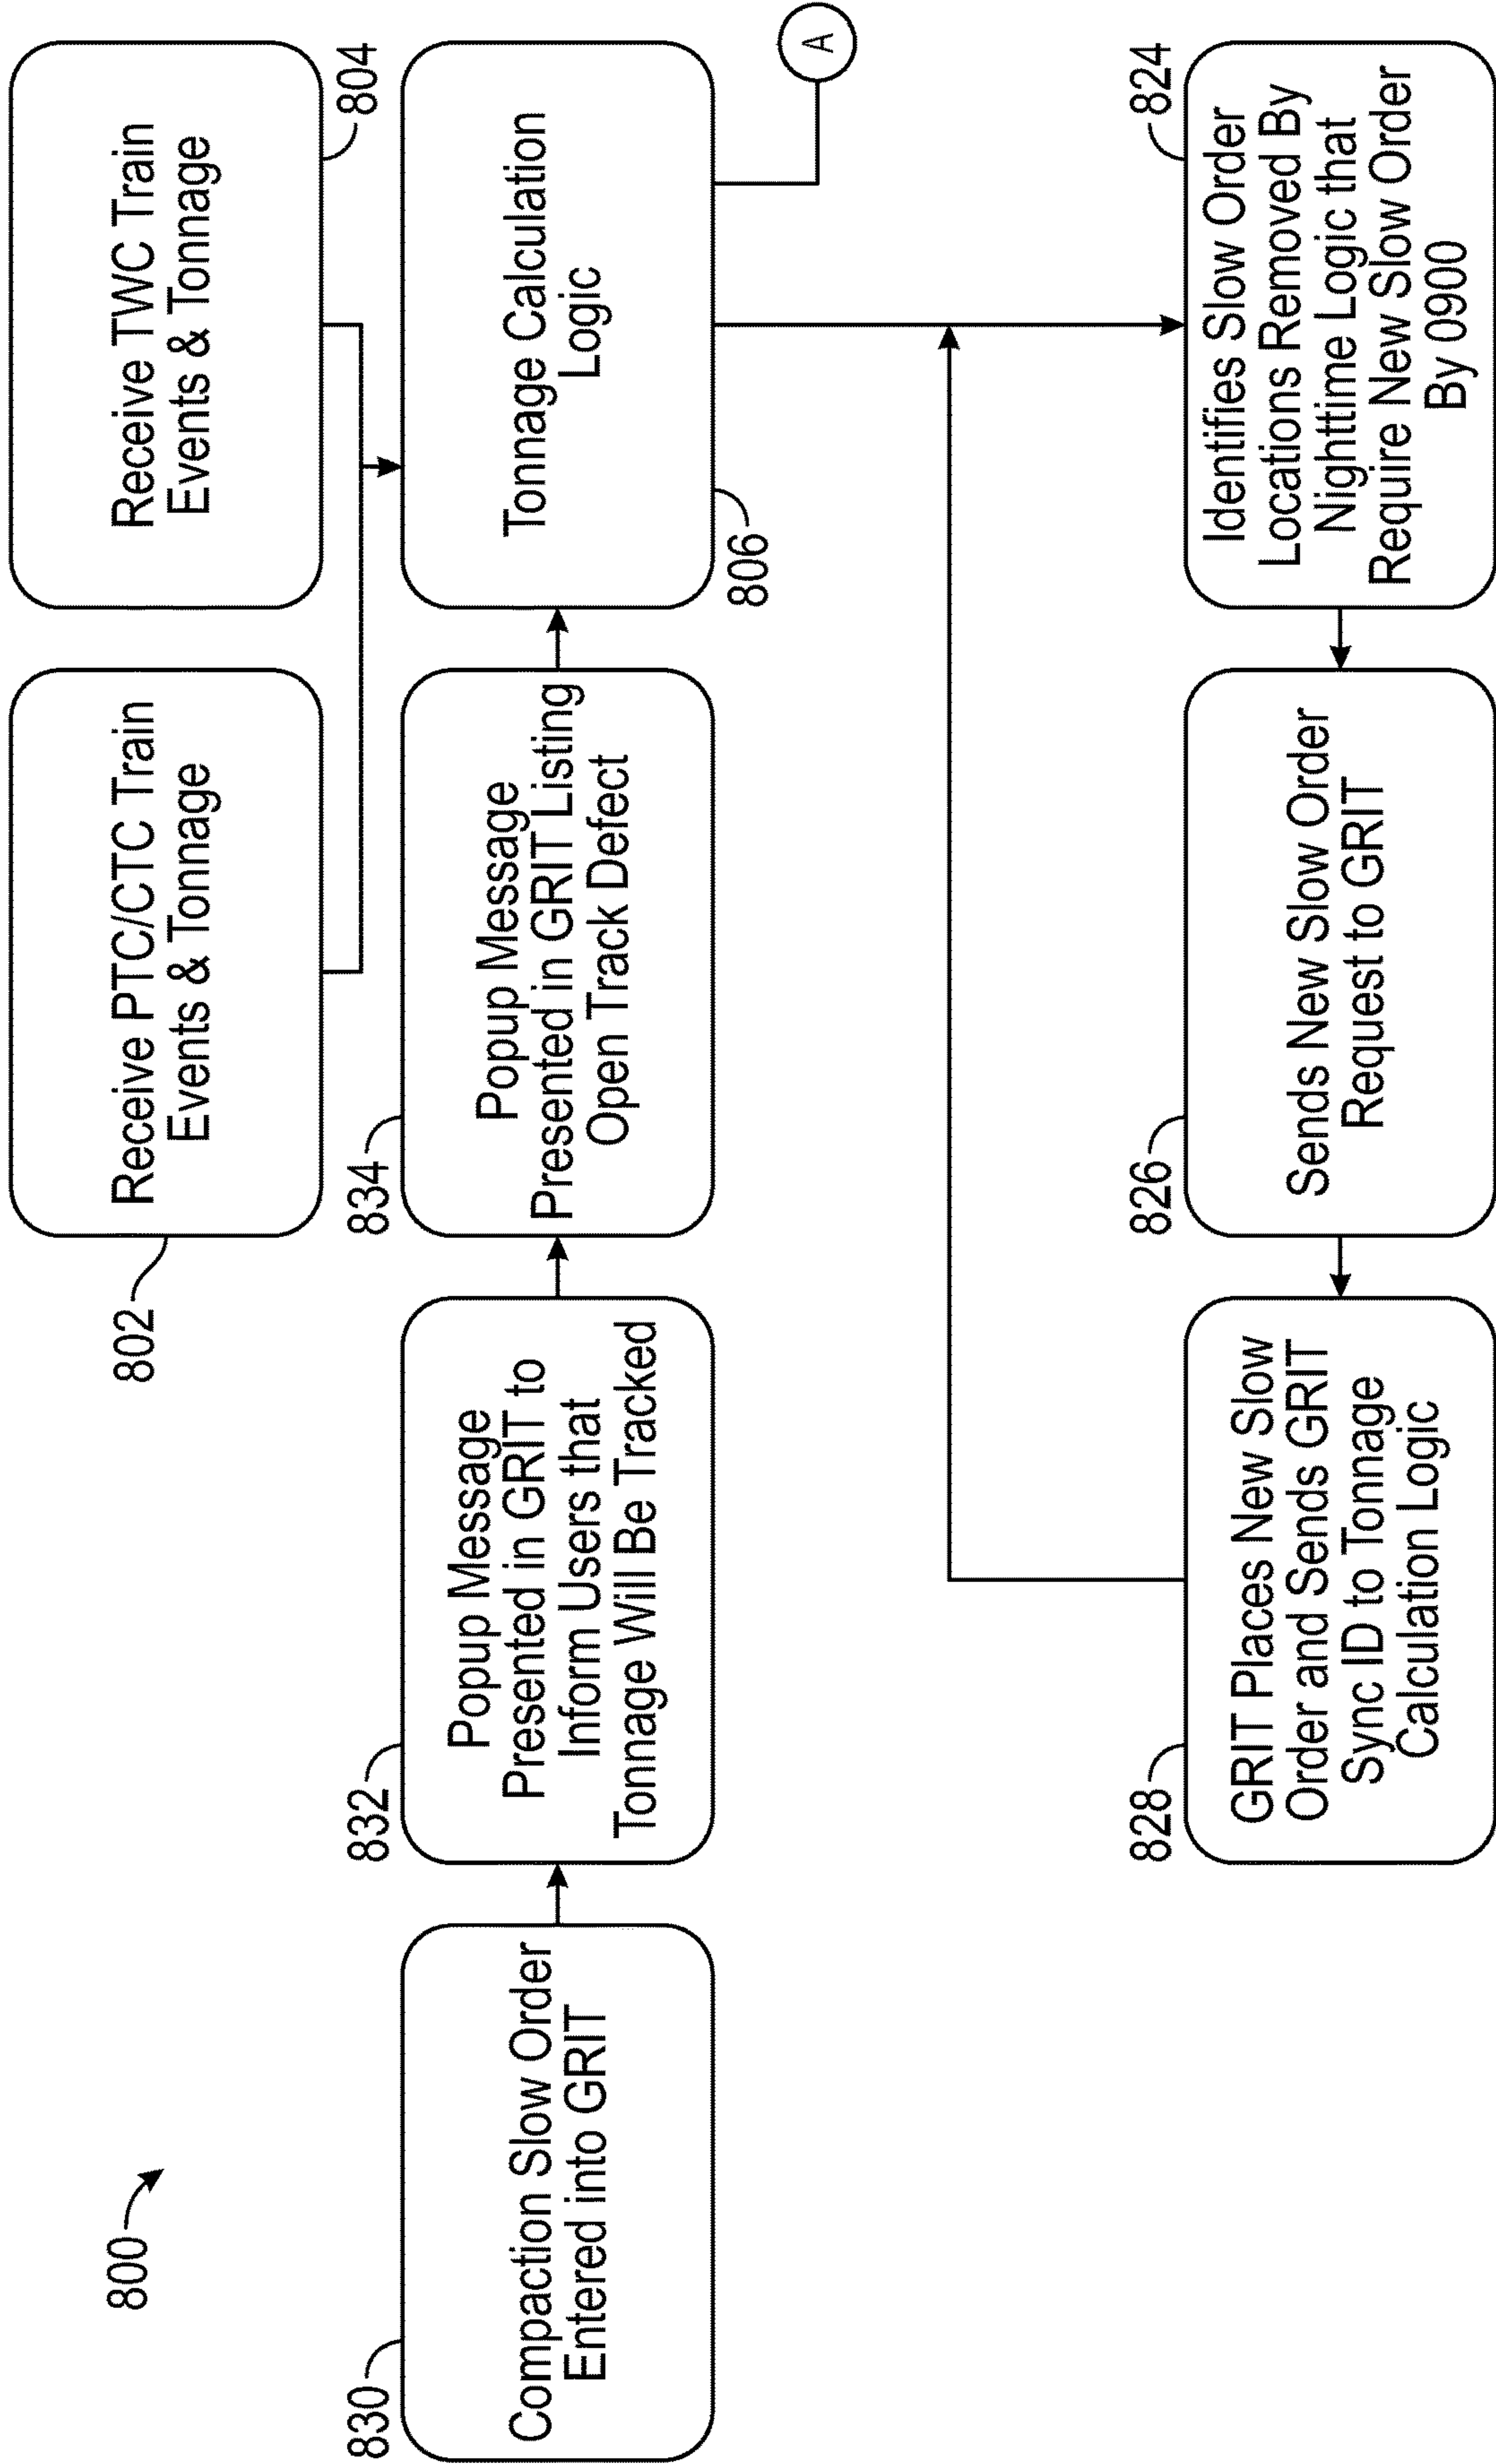 800
Receive PTC/CTC Train
Events & Tonnage
802
Receive TWC Train
Events & Tonnage
804
830
Compaction Slow Order
Entered into GRIT
832
Popup Message
Presented in GRIT to
Inform Users that
Tonnage Will Be Tracked
834
Popup Message
Presented in GRIT Listing
Open Track Defect
Tonnage Calculation
Logic
806
A
828
GRIT Places New Slow
Order and Sends GRIT
Sync ID to Tonnage
Calculation Logic
826
Sends New Slow Order
Request to GRIT
824
Identifies Slow Order
Locations Removed By
Nighttime Logic that
Require New Slow Order
By 0900